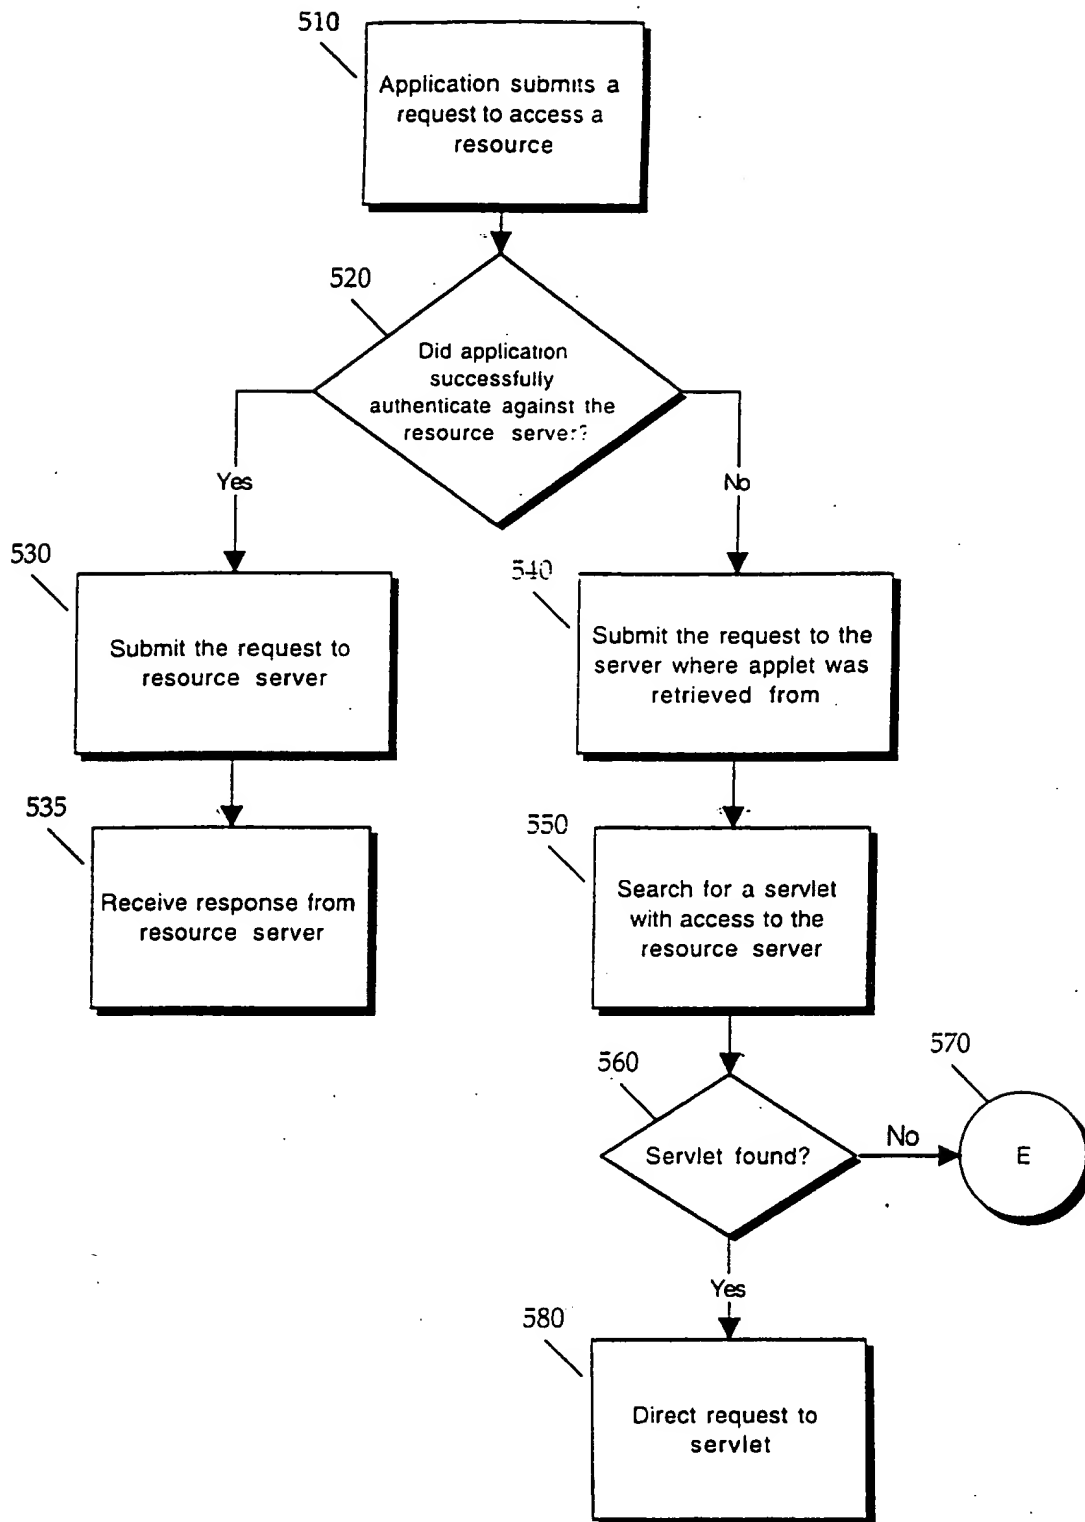 510
Application submits a
request to access a
resource
520
Did application
successfully
authenticate against the
resource server?
Yes
No
530
Submit the request to
resource server
540
Submit the request to the
server where applet was
retrieved from
535
Receive response from
resource server
550
Search for a servlet
with access to the
resource server
560
Servlet found?
No
570
E
Yes
580
Direct request to
servlet